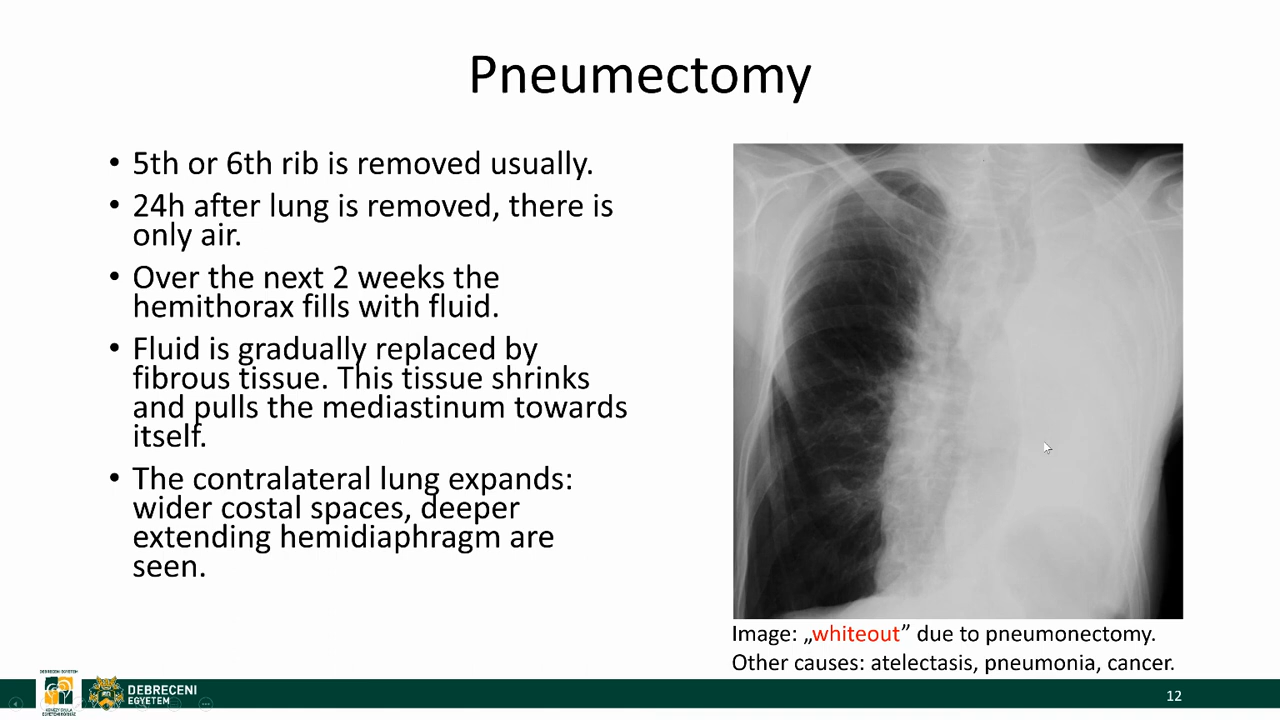 Pneumectomy
• 5th or 6th rib is removed usually.
• 24h after lung is removed, there is
only air.
• Over the next 2 weeks the
hemithorax fills with fluid.
• Fluid is gradually replaced by
fibrous tissue. This tissue shrinks
and pulls the mediastinum towards
itself.
• The contralateral lung expands:
wider costal spaces, deeper
extending hemidiaphragm are
seen.
Image: „whiteout” due to pneumonectomy.
Other causes: atelectasis, pneumonia, cancer.
DEBRECENI EGYETEM
DEBRECENI
EGYETEM
12